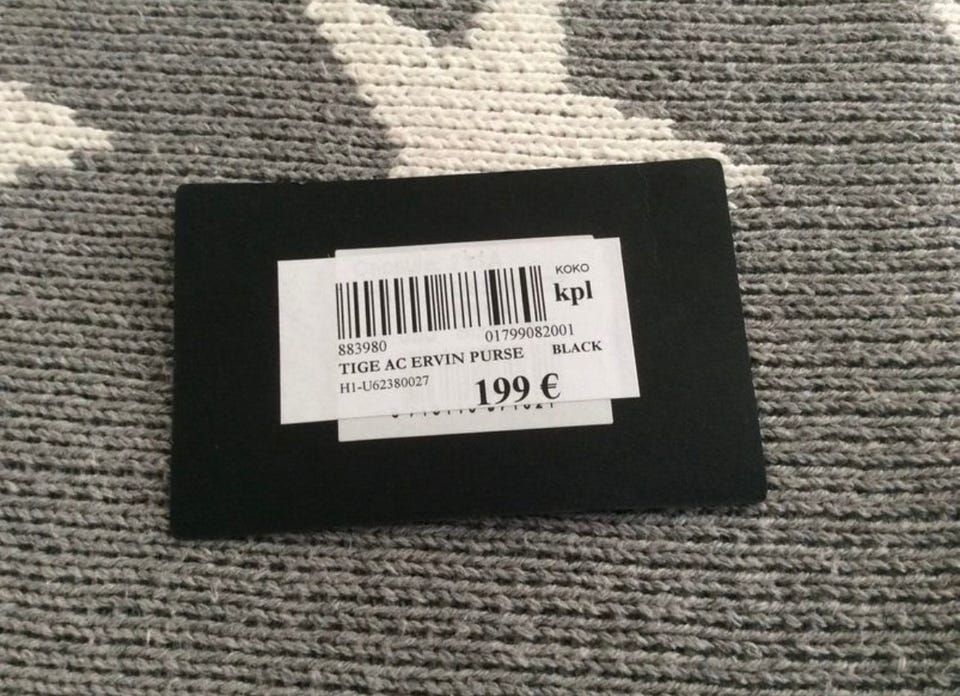 KOKO
kpl
883980 01799082001
TIGE AC ERVIN PURSE BLACK
H1-U62380027 199 €